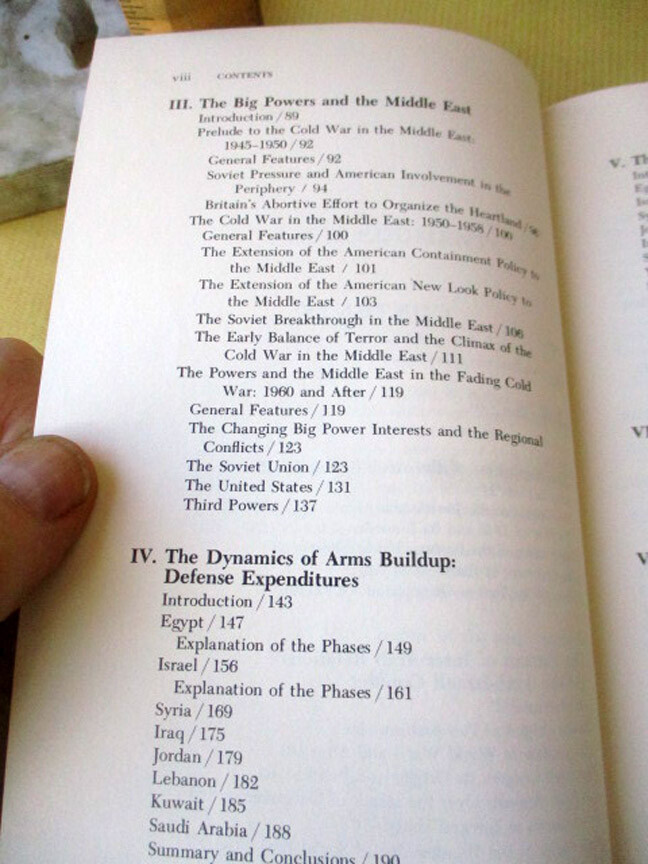 viii CONTENTS
III. The Big Powers and the Middle East
Introduction / 89
Prelude to the Cold War in the Middle East:
1945–1950 / 92
General Features / 92
Soviet Pressure and American Involvement in the
Periphery / 94
Britain's Abortive Effort to Organize the Heartland / 96
The Cold War in the Middle East: 1950–1958 / 100
General Features / 100
The Extension of the American Containment Policy to
the Middle East / 101
The Extension of the American New Look Policy to
the Middle East / 103
The Soviet Breakthrough in the Middle East / 106
The Early Balance of Terror and the Climax of the
Cold War in the Middle East / 111
The Powers and the Middle East in the Fading Cold
War: 1960 and After / 119
General Features / 119
The Changing Big Power Interests and the Regional
Conflicts / 123
The Soviet Union / 123
The United States / 131
Third Powers / 137
IV. The Dynamics of Arms Buildup:
Defense Expenditures
Introduction / 143
Egypt / 147
Explanation of the Phases / 149
Israel / 156
Explanation of the Phases / 161
Syria / 169
Iraq / 175
Jordan / 179
Lebanon / 182
Kuwait / 185
Saudi Arabia / 188
Summary and Conclusions / 190
V. Th